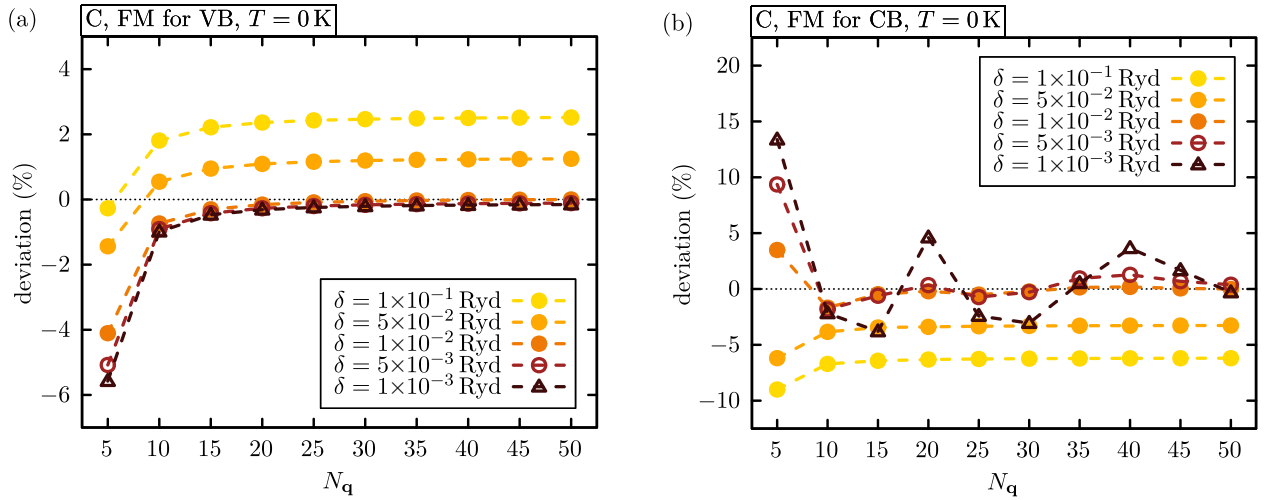 (a)
C, FM for VB, T = 0 K
4
2
0
−2
−4
−6
deviation (%)
δ = 1×10⁻¹ Ryd
δ = 5×10⁻² Ryd
δ = 1×10⁻² Ryd
δ = 5×10⁻³ Ryd
δ = 1×10⁻³ Ryd
5 10 15 20 25 30 35 40 45 50
N_q
(b)
C, FM for CB, T = 0 K
20
15
10
5
0
−5
−10
deviation (%)
δ = 1×10⁻¹ Ryd
δ = 5×10⁻² Ryd
δ = 1×10⁻² Ryd
δ = 5×10⁻³ Ryd
δ = 1×10⁻³ Ryd
5 10 15 20 25 30 35 40 45 50
N_q